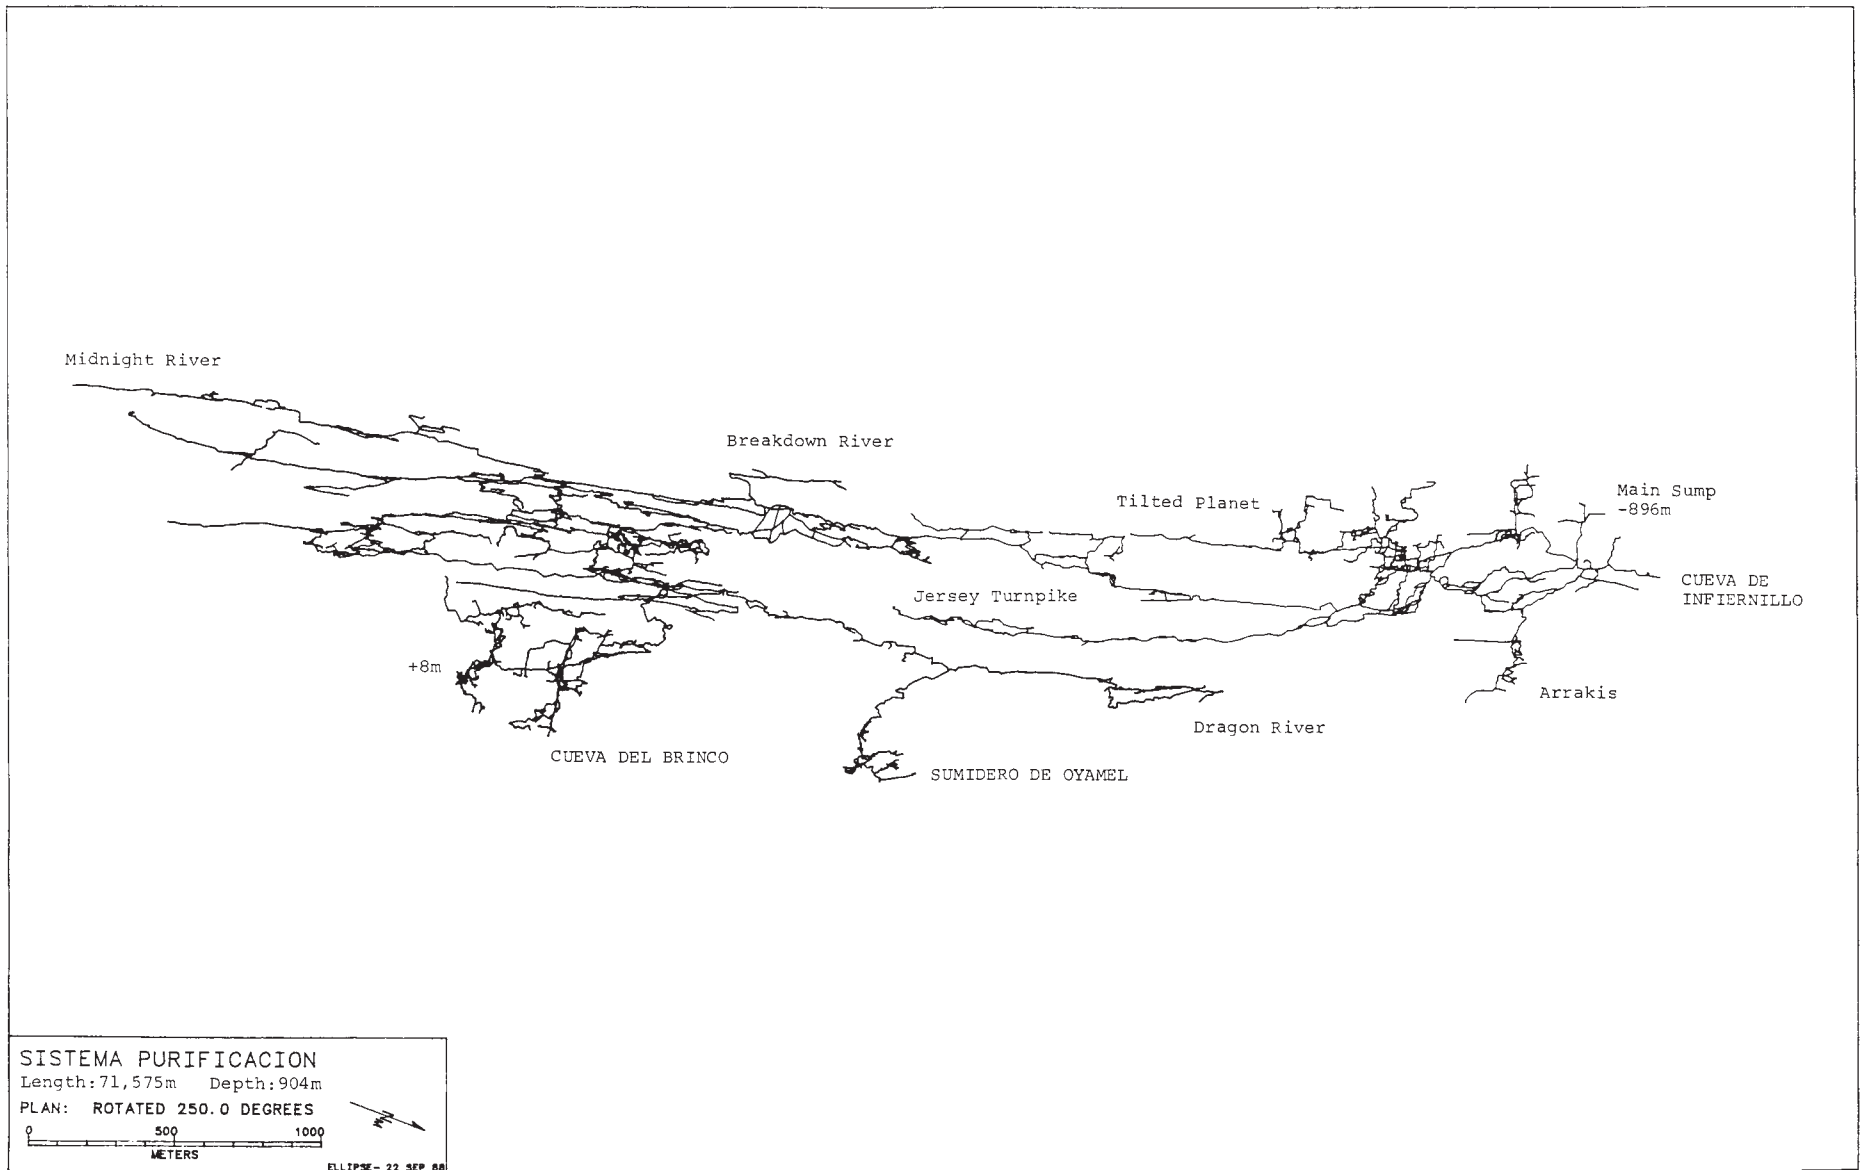 Midnight River
Breakdown River
Tilted Planet
Main Sump
-896m
CUEVA DE
INFIERNILLO
Jersey Turnpike
+8m
Arrakis
Dragon River
CUEVA DEL BRINCO
SUMIDERO DE OYAMEL
SISTEMA PURIFICACION
Length:71,575m Depth:904m
PLAN: ROTATED 250.0 DEGREES
0 500 1000
METERS
ELLIPSE- 22 SEP 88